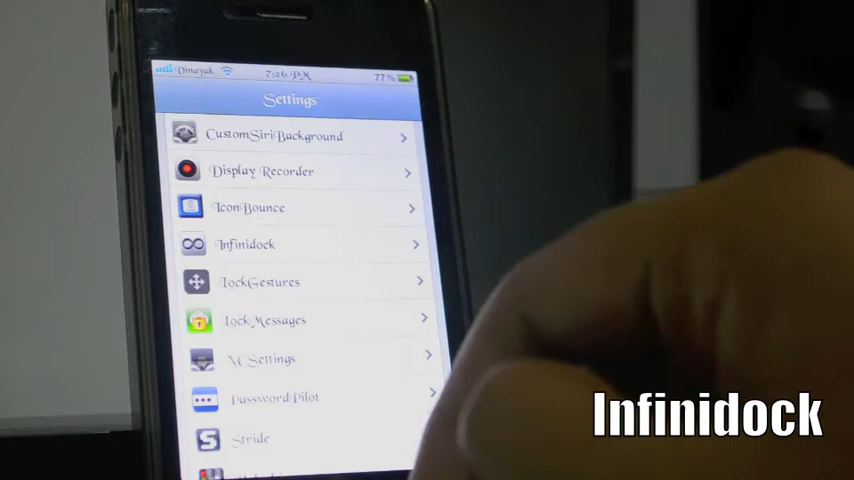 Vinayak 7:26 PM 77%
Settings
CustomSiriBackground
Display Recorder
IconBounce
Infinidock
LockGestures
LockMessages
NCSettings
PasswordPilot
Stride
Infinidock